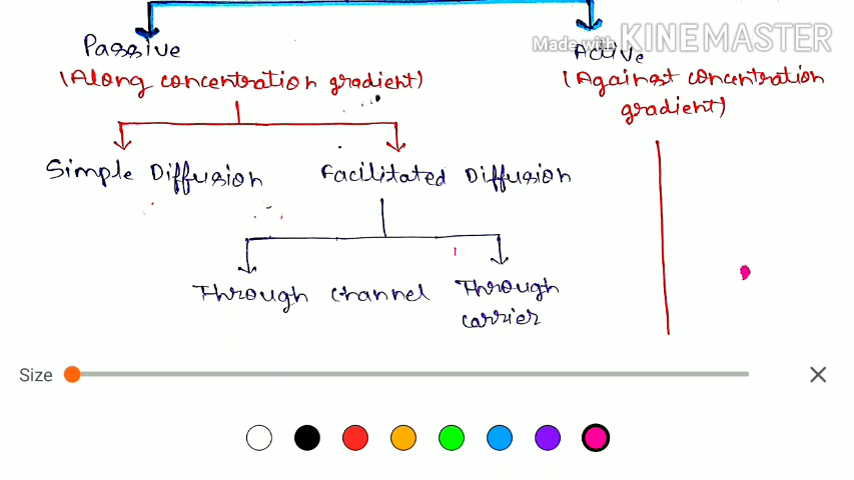 Made with KINEMASTER
Passive
Active
(Along concentration gradient)
(Against concentration
gradient)
Simple Diffusion
Facilitated Diffusion
Through channel
Through
carrier
Size